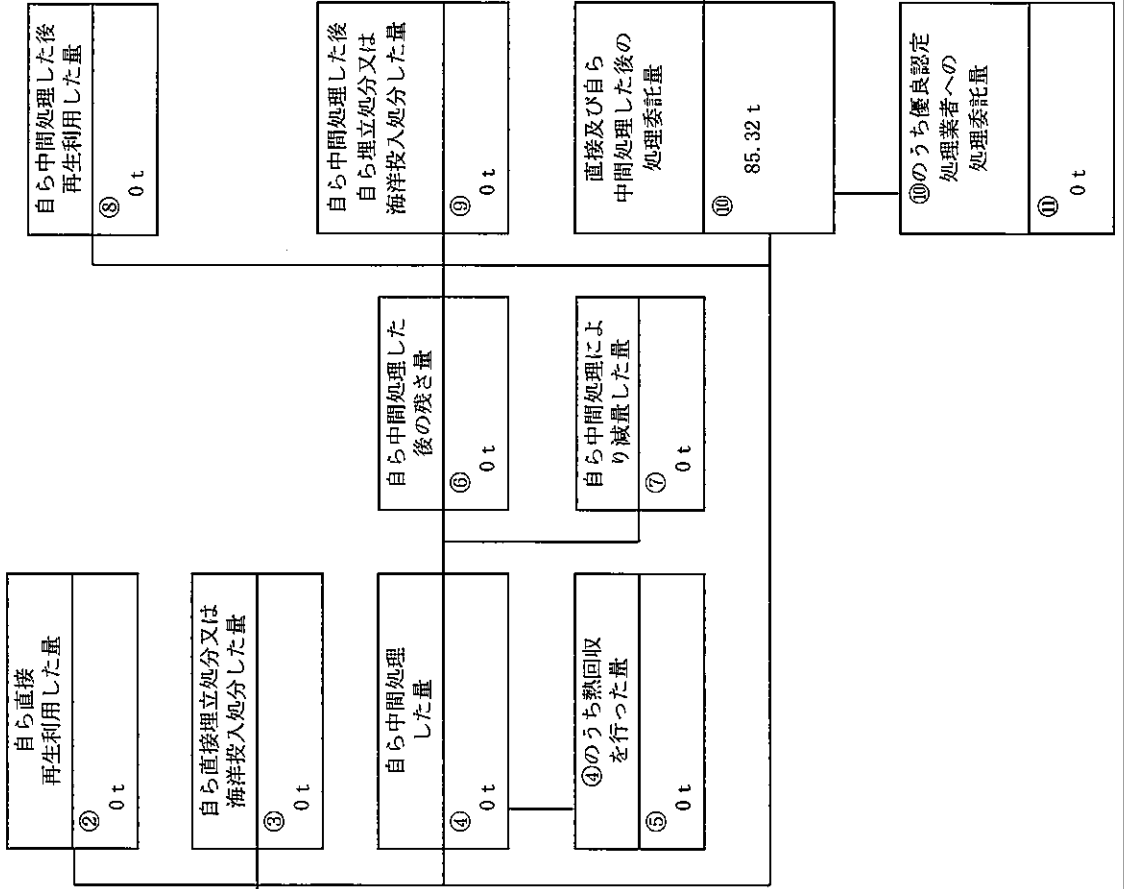 自ら直接
再生利用した量
②
0 t
自ら直接埋立処分又は
海洋投入処分した量
③
0 t
自ら中間処理
した量
④
0 t
④のうち熱回収
を行った量
⑤
0 t
自ら中間処理した
後の残さ量
⑥
0 t
自ら中間処理によ
り減量した量
⑦
0 t
自ら中間処理した後
再生利用した量
⑧
0 t
自ら中間処理した後
自ら埋立処分又は
海洋投入処分した量
⑨
0 t
直接及び自ら
中間処理した後の
処理委託量
⑩
85.32 t
⑩のうち優良認定
処理業者への
処理委託量
⑪
0 t